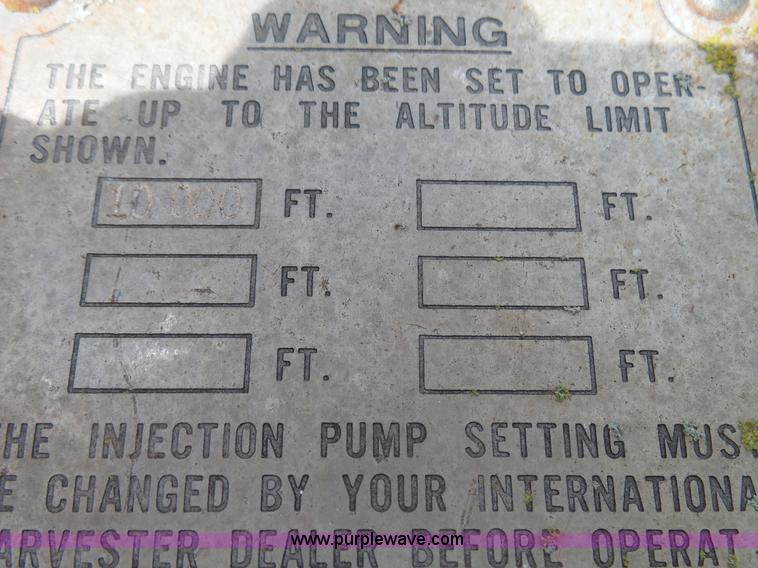 WARNING
THE ENGINE HAS BEEN SET TO OPER-
ATE UP TO THE ALTITUDE LIMIT
SHOWN.
10 000 FT. FT.
FT. FT.
FT. FT.
HE INJECTION PUMP SETTING MUS
E CHANGED BY YOUR INTERNATIONA
ARVESTER DEALER BEFORE OPERAT-
www.purplewave.com